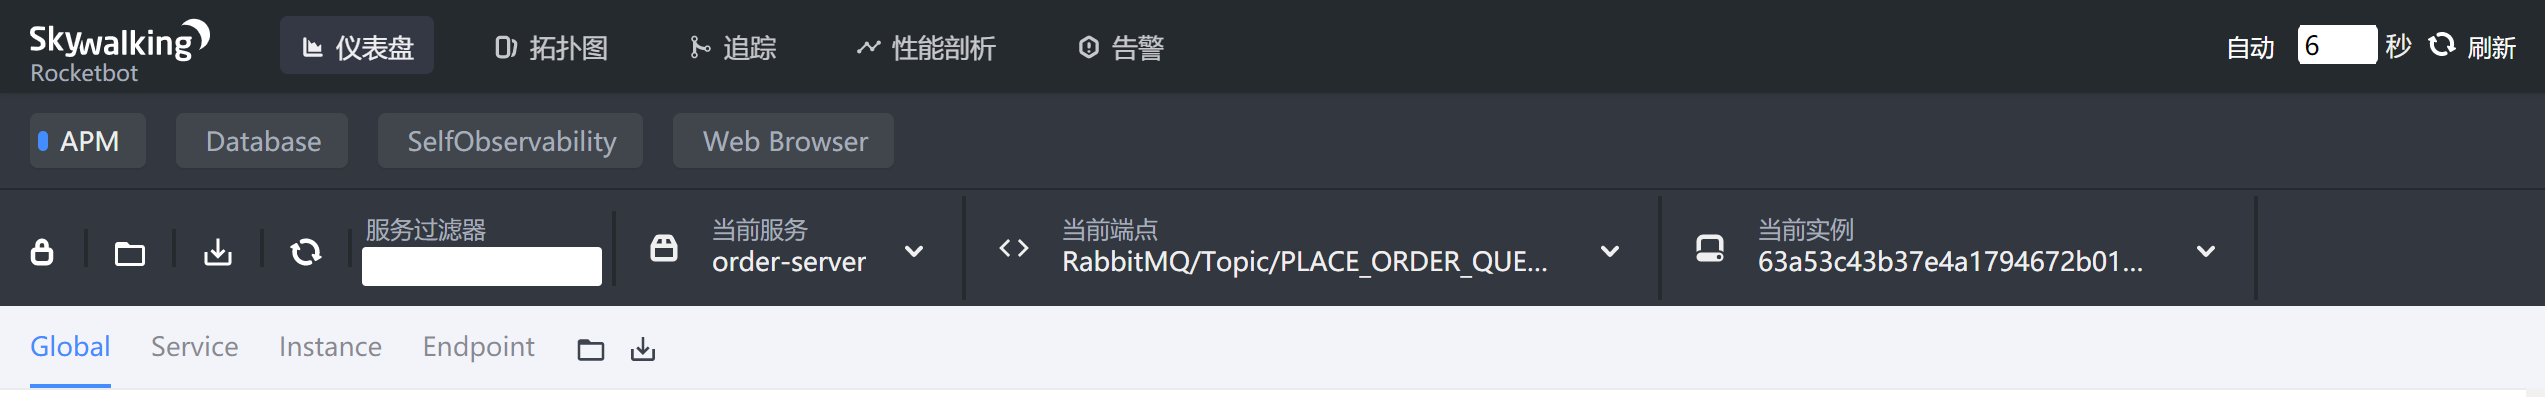 Skywalking
Rocketbot
仪表盘 拓扑图 追踪 性能剖析 告警 自动 6 秒 刷新
APM Database SelfObservability Web Browser
服务过滤器 当前服务 当前端点 当前实例
order-server RabbitMQ/Topic/PLACE_ORDER_QUE... 63a53c43b37e4a1794672b01...
Global Service Instance Endpoint